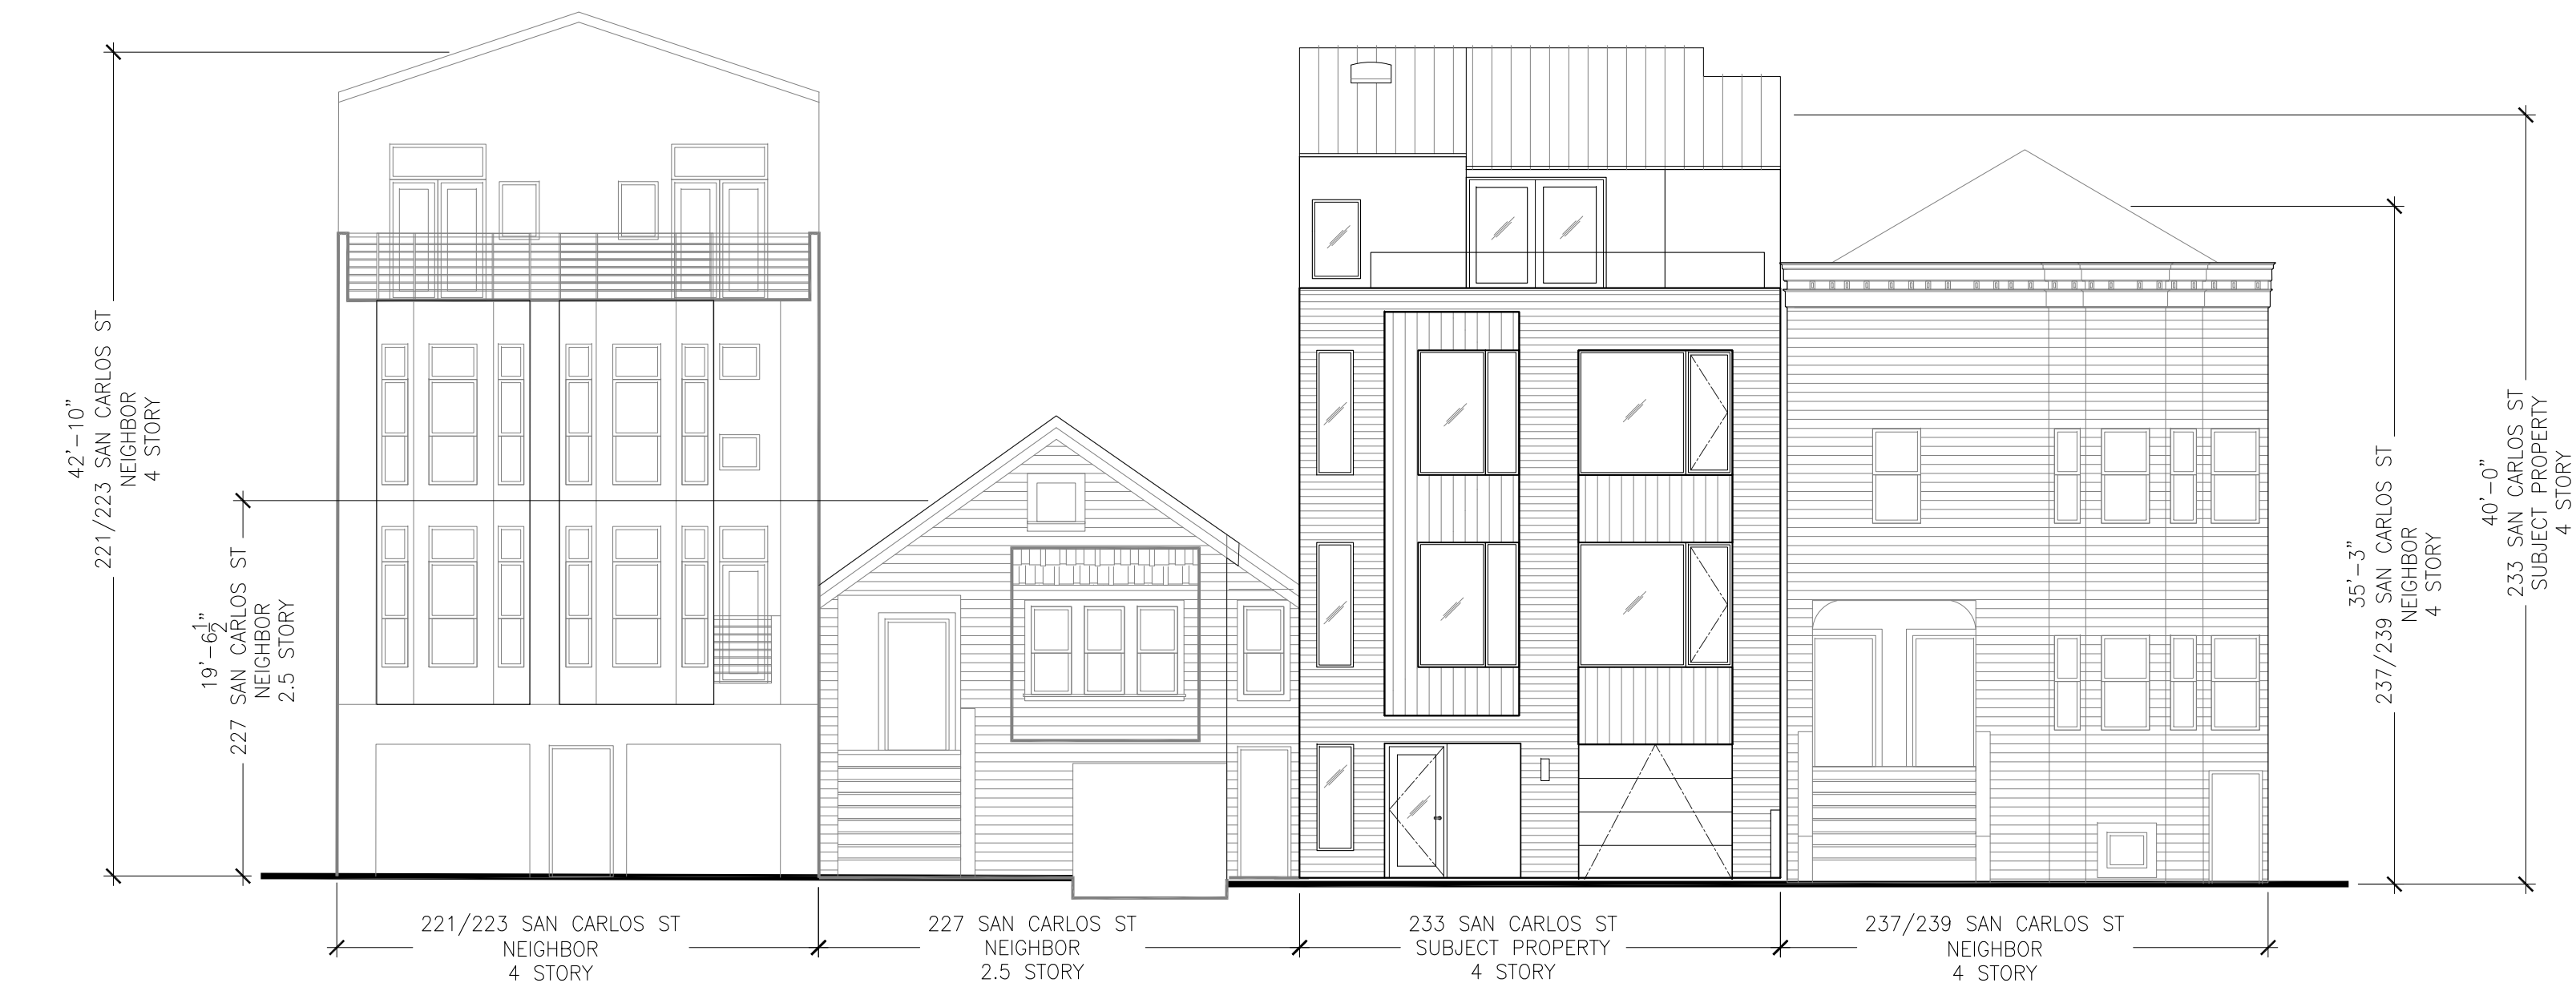 42'-10"
221/223 SAN CARLOS ST
NEIGHBOR
4 STORY
19'-6 1/2"
227 SAN CARLOS ST
NEIGHBOR
2.5 STORY
35'-3"
237/239 SAN CARLOS ST
NEIGHBOR
4 STORY
40'-0"
233 SAN CARLOS ST
SUBJECT PROPERTY
4 STORY
221/223 SAN CARLOS ST
NEIGHBOR
4 STORY
227 SAN CARLOS ST
NEIGHBOR
2.5 STORY
233 SAN CARLOS ST
SUBJECT PROPERTY
4 STORY
237/239 SAN CARLOS ST
NEIGHBOR
4 STORY